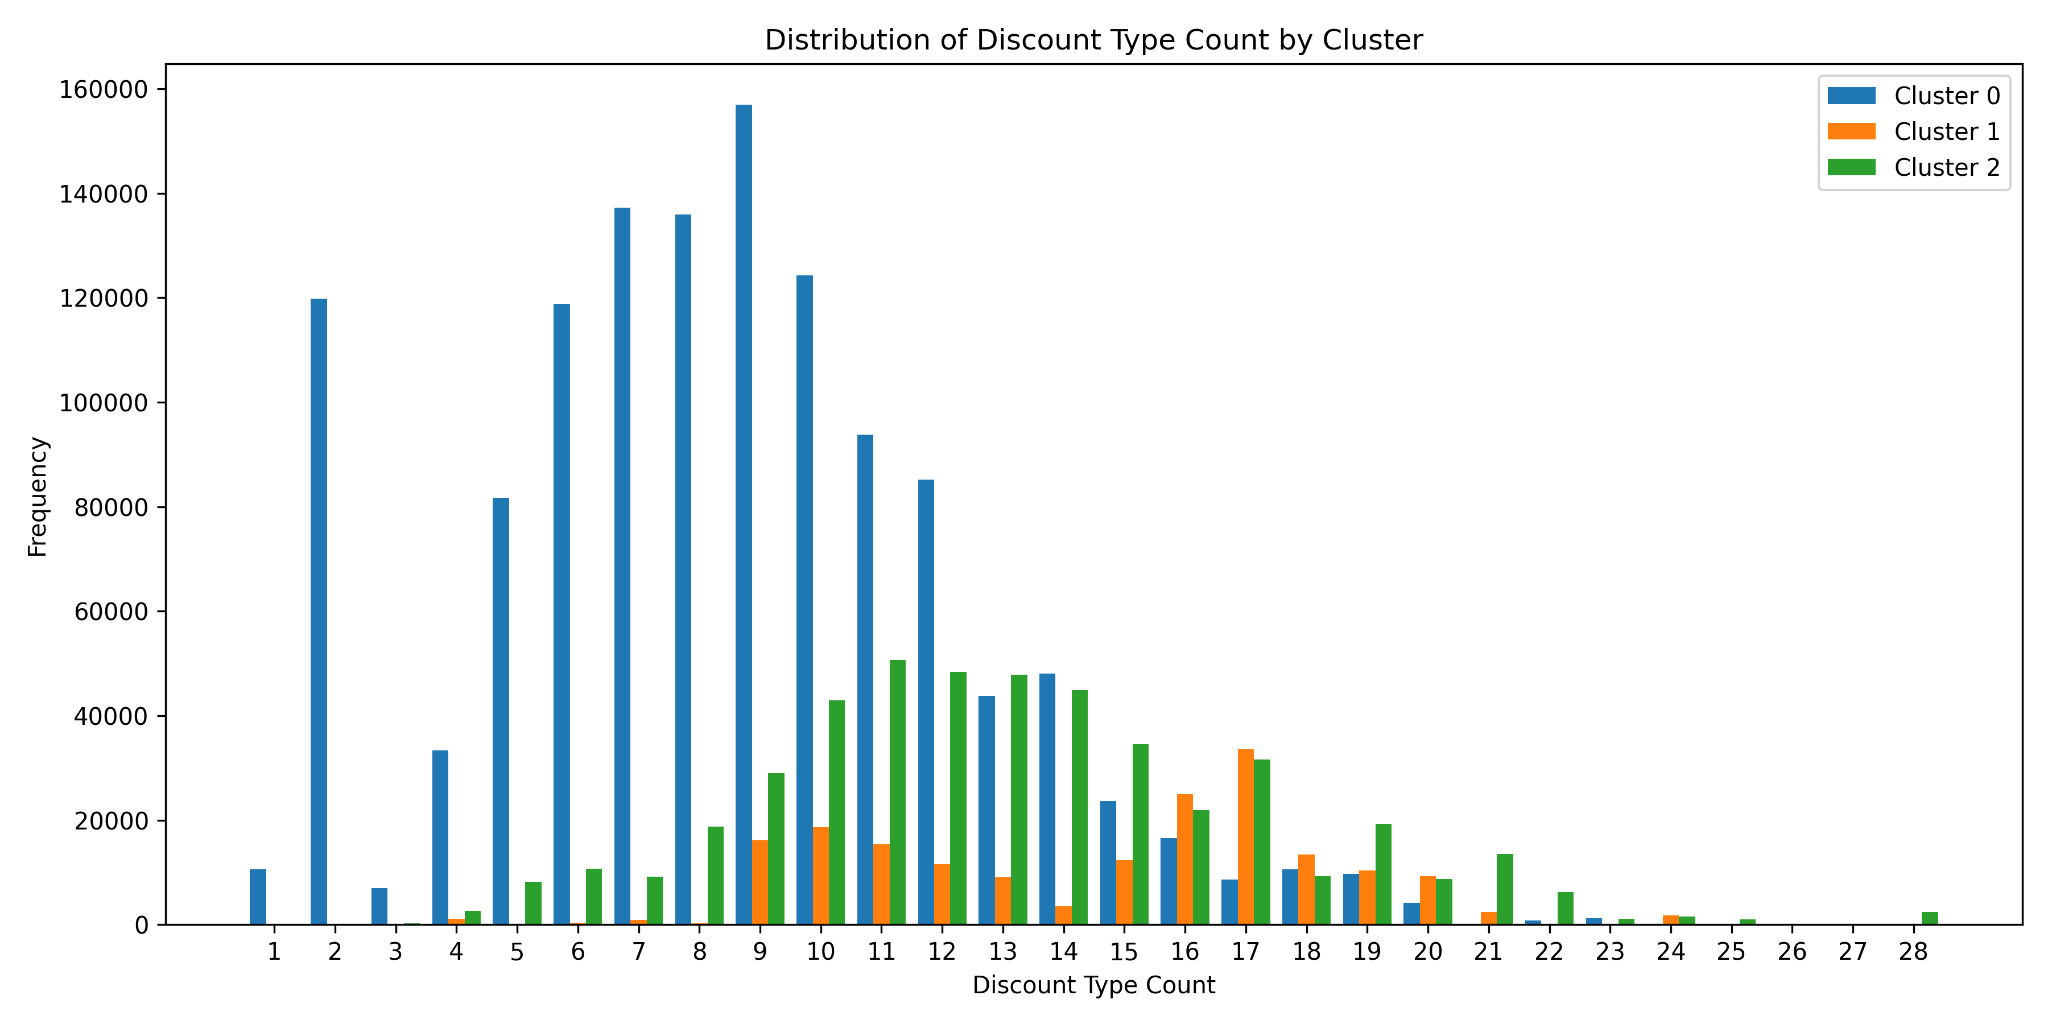 Distribution of Discount Type Count by Cluster
160000
140000
120000
100000
80000
60000
40000
20000
0
Frequency
Cluster 0
Cluster 1
Cluster 2
1 2 3 4 5 6 7 8 9 10 11 12 13 14 15 16 17 18 19 20 21 22 23 24 25 26 27 28
Discount Type Count